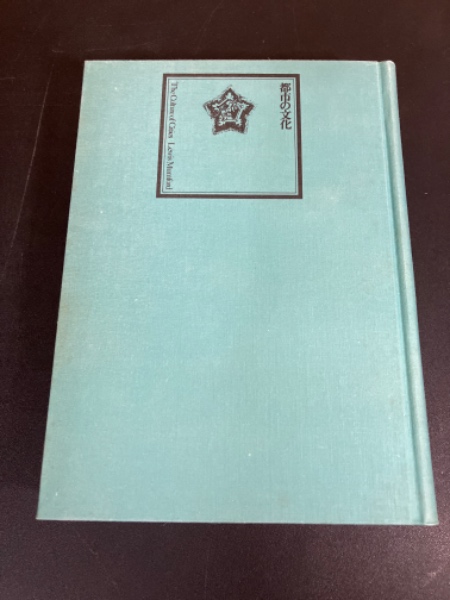 都市の文化
The Culture of Cities Lewis Mumford